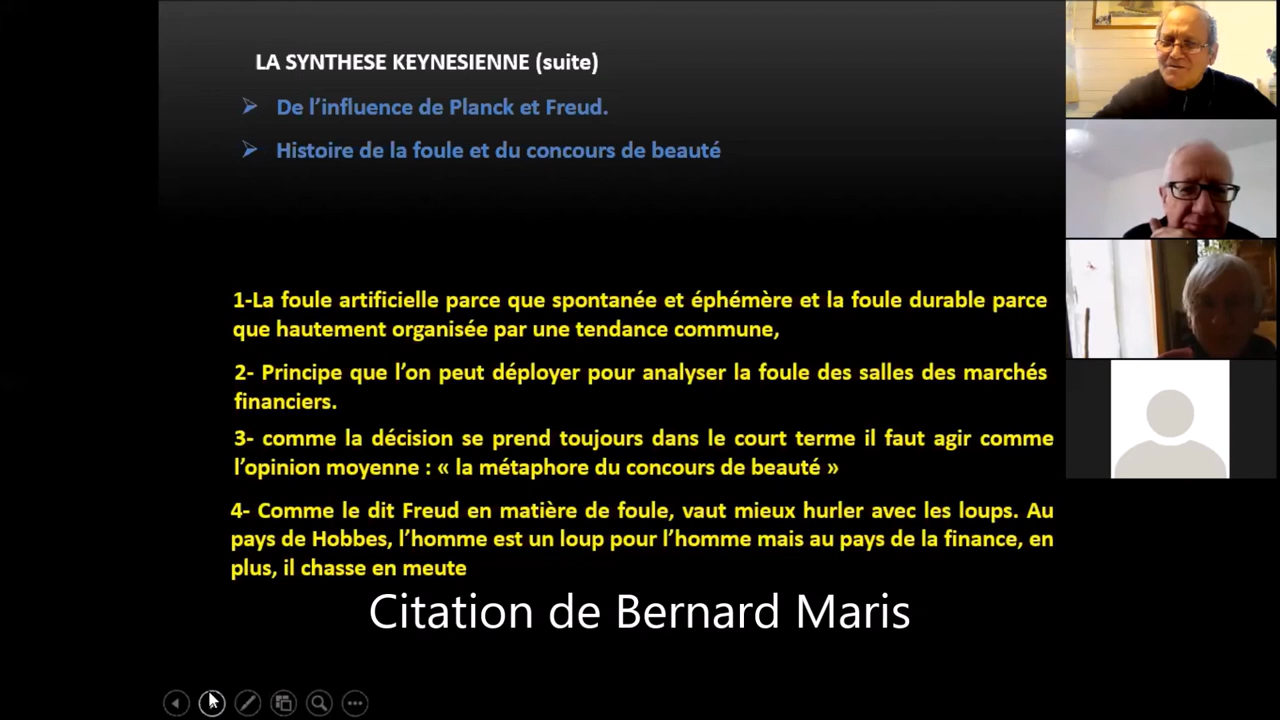 LA SYNTHESE KEYNESIENNE (suite)
De l’influence de Planck et Freud.
Histoire de la foule et du concours de beauté
1-La foule artificielle parce que spontanée et éphémère et la foule durable parce
que hautement organisée par une tendance commune,
2- Principe que l’on peut déployer pour analyser la foule des salles des marchés
financiers.
3- comme la décision se prend toujours dans le court terme il faut agir comme
l’opinion moyenne : « la métaphore du concours de beauté »
4- Comme le dit Freud en matière de foule, vaut mieux hurler avec les loups. Au
pays de Hobbes, l’homme est un loup pour l’homme mais au pays de la finance, en
plus, il chasse en meute
Citation de Bernard Maris